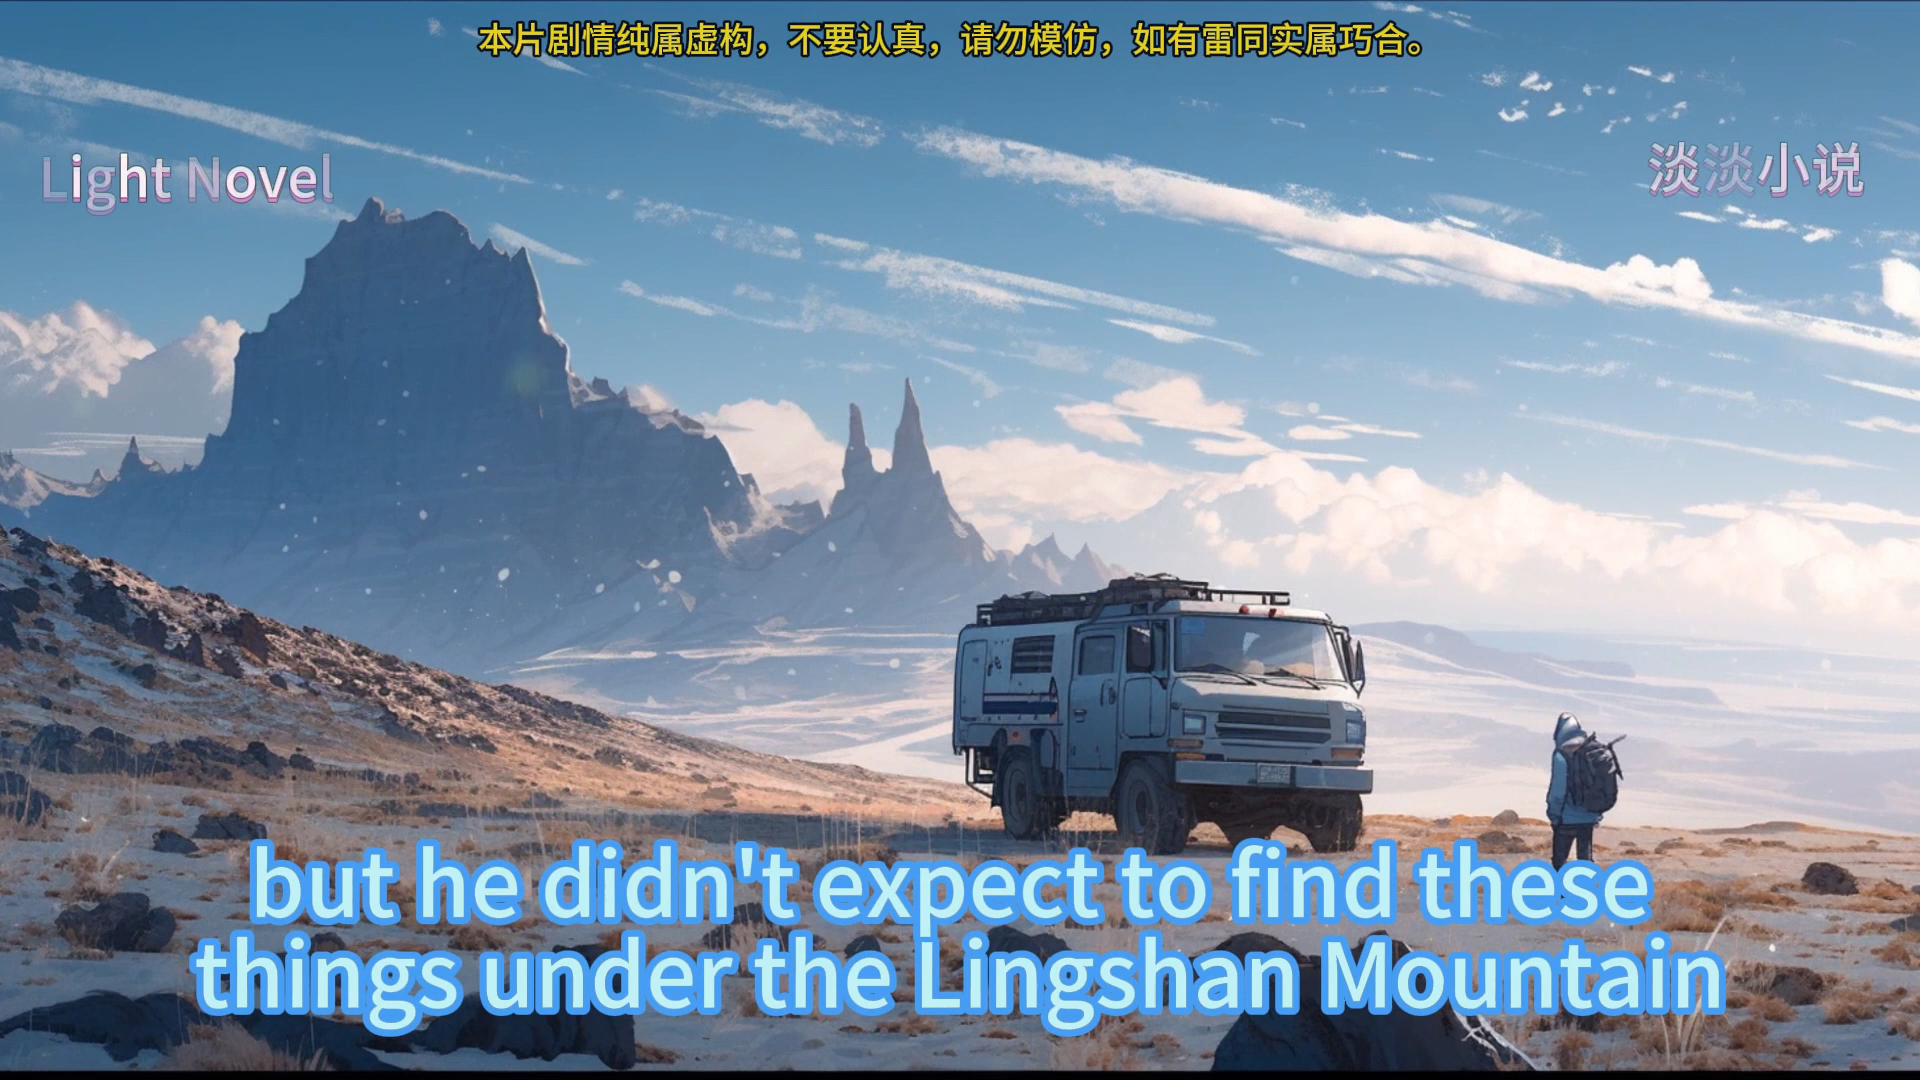 本片剧情纯属虚构，不要认真，请勿模仿，如有雷同实属巧合。
Light Novel
淡淡小说
but he didn't expect to find these
things under the Lingshan Mountain